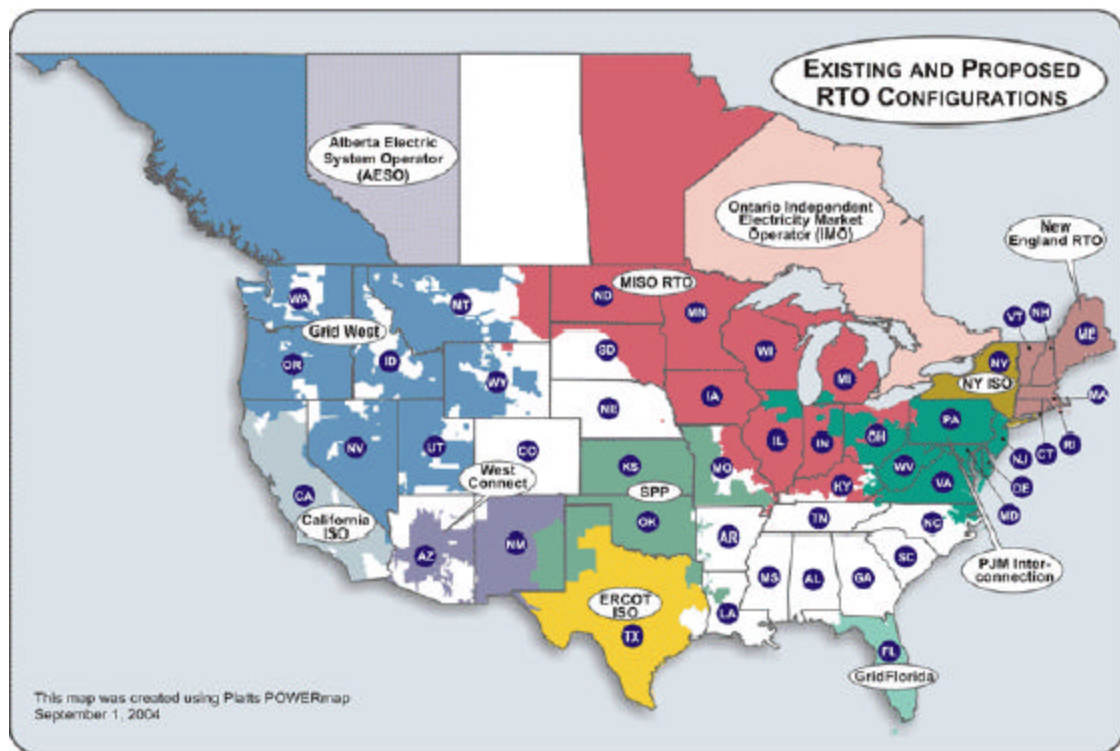 EXISTING AND PROPOSED
RTO CONFIGURATIONS
Alberta Electric
System Operator
(AESO)
Ontario Independent
Electricity Market
Operator (IMO)
New
England RTO
MISO RTO
WA
MT
ND
MN
VT
NH
ME
Grid West
OR
ID
SD
WI
MI
NY
NY ISO
WY
IA
MA
NE
PA
NV
UT
CO
IL
IN
OH
RI
CT
NJ
West
Connect
KS
MO
WV
VA
DE
CA
SPP
KY
MD
California
ISO
OK
TN
NC
AZ
NM
AR
SC
PJM Inter-
connection
MS
AL
GA
ERCOT
ISO
LA
TX
FL
GridFlorida
This map was created using Platts POWERmap
September 1, 2004